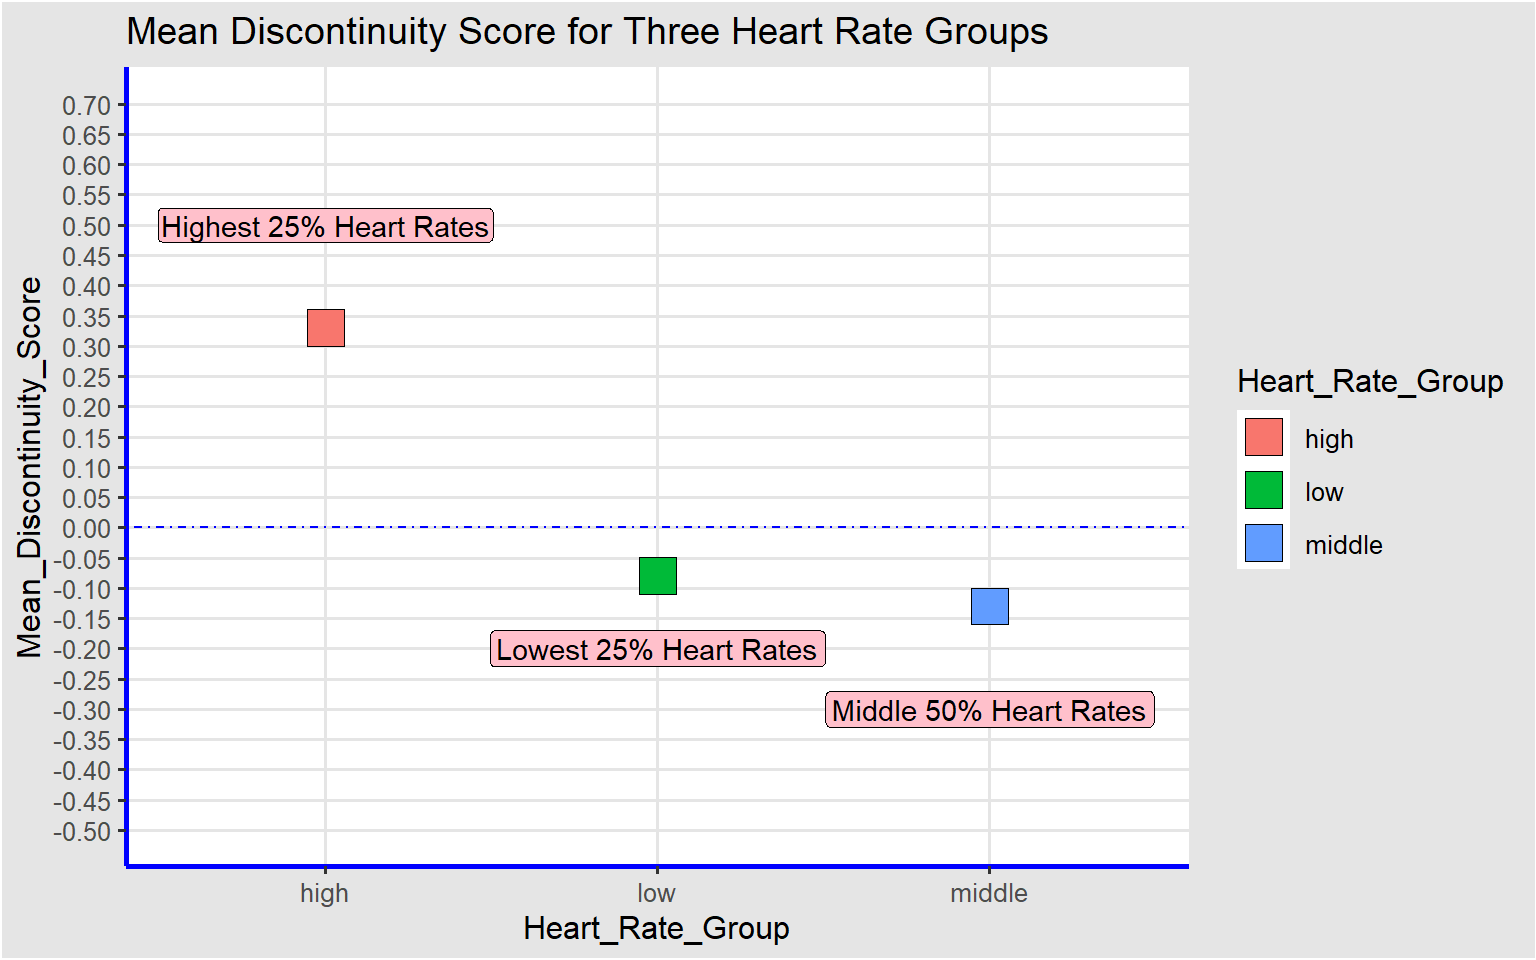 Mean Discontinuity Score for Three Heart Rate Groups
Mean_Discontinuity_Score
0.70
0.65
0.60
0.55
0.50
0.45
0.40
0.35
0.30
0.25
0.20
0.15
0.10
0.05
0.00
-0.05
-0.10
-0.15
-0.20
-0.25
-0.30
-0.35
-0.40
-0.45
-0.50
Highest 25% Heart Rates
Lowest 25% Heart Rates
Middle 50% Heart Rates
high
low
middle
Heart_Rate_Group
Heart_Rate_Group
high
low
middle